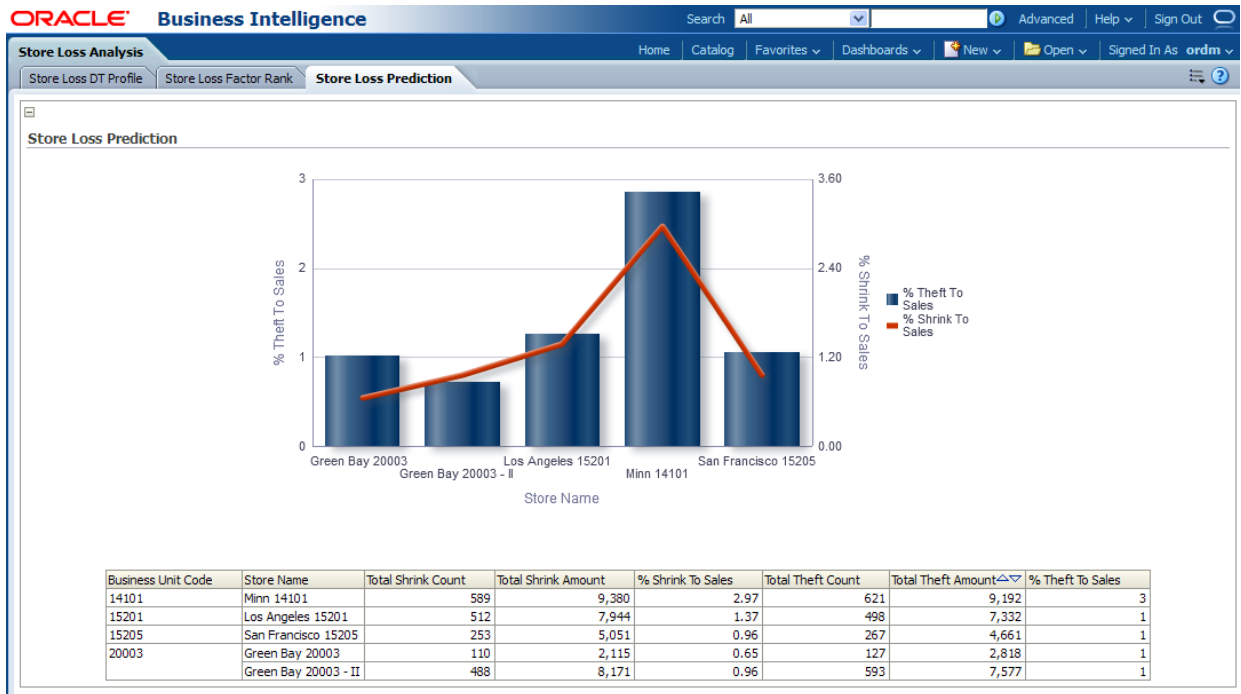 ORACLE Business Intelligence Search All Advanced Help Sign Out
Store Loss Analysis Home Catalog Favorites Dashboards New Open Signed In As ordm
Store Loss DT Profile Store Loss Factor Rank Store Loss Prediction
Store Loss Prediction
3 3.60
2 2.40
1 1.20
0 0.00
% Theft To Sales
% Shrink To Sales
% Theft To
Sales
% Shrink To
Sales
Green Bay 20003 Los Angeles 15201 San Francisco 15205
Green Bay 20003 - II Minn 14101
Store Name
Business Unit Code Store Name Total Shrink Count Total Shrink Amount % Shrink To Sales Total Theft Count Total Theft Amount % Theft To Sales
14101 Minn 14101 589 9,380 2.97 621 9,192 3
15201 Los Angeles 15201 512 7,944 1.37 498 7,332 1
15205 San Francisco 15205 253 5,051 0.96 267 4,661 1
20003 Green Bay 20003 110 2,115 0.65 127 2,818 1
Green Bay 20003 - II 488 8,171 0.96 593 7,577 1